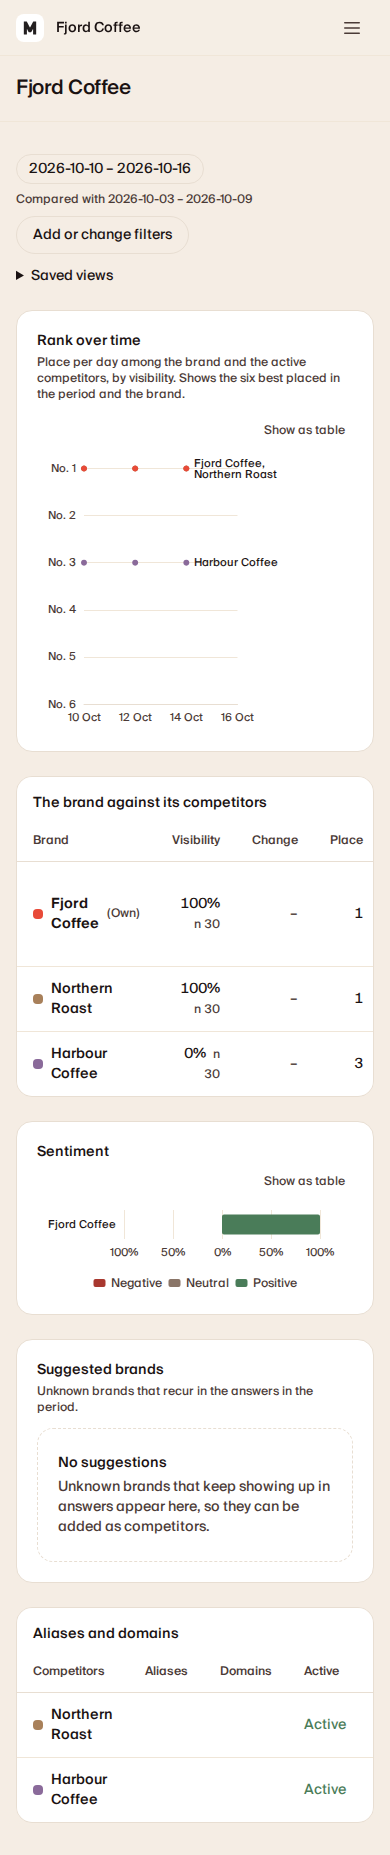 M Fjord Coffee
Fjord Coffee
2026-10-10 – 2026-10-16
Compared with 2026-10-03 – 2026-10-09
Add or change filters
Saved views
Rank over time
Place per day among the brand and the active
competitors, by visibility. Shows the six best placed in
the period and the brand.
Show as table
No. 1
Fjord Coffee,
Northern Roast
No. 2
No. 3
Harbour Coffee
No. 4
No. 5
No. 6
10 Oct 12 Oct 14 Oct 16 Oct
The brand against its competitors
Brand Visibility Change Place
Fjord
Coffee (Own) 100%
n 30 – 1
Northern
Roast 100%
n 30 – 1
Harbour
Coffee 0% n
30 – 3
Sentiment
Show as table
Fjord Coffee
100% 50% 0% 50% 100%
Negative Neutral Positive
Suggested brands
Unknown brands that recur in the answers in the
period.
No suggestions
Unknown brands that keep showing up in
answers appear here, so they can be
added as competitors.
Aliases and domains
Competitors Aliases Domains Active
Northern
Roast Active
Harbour
Coffee Active